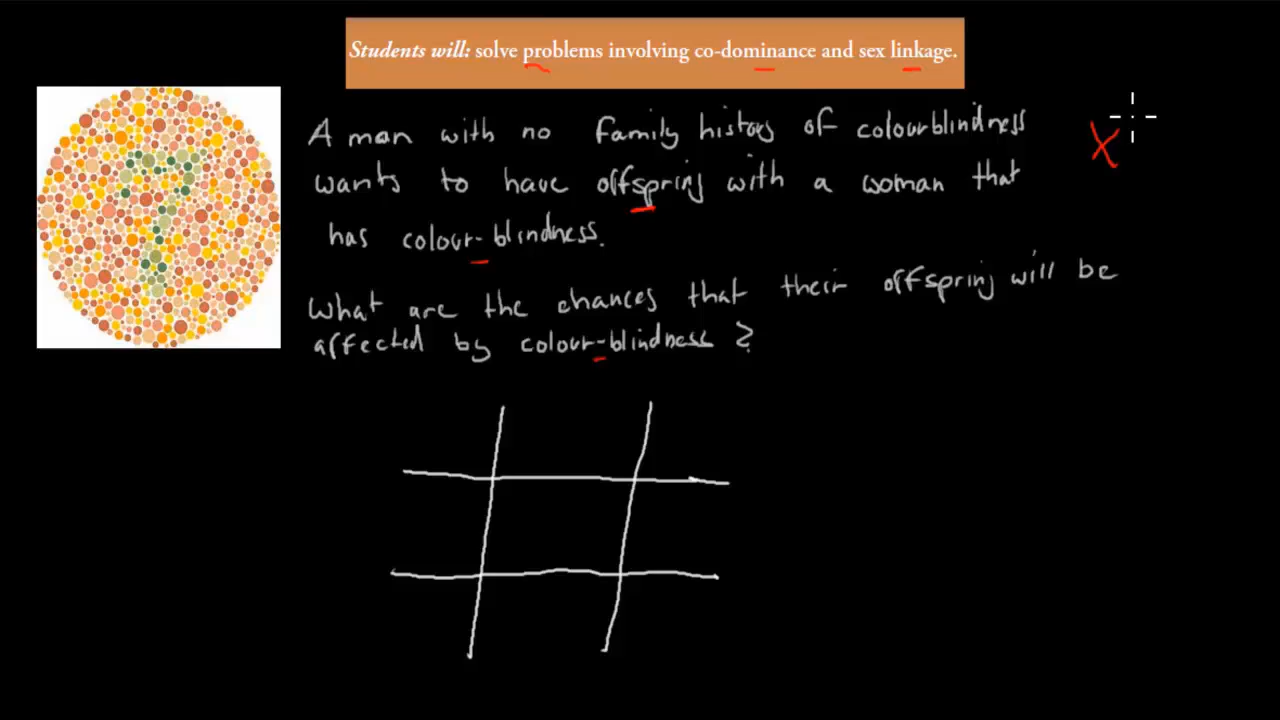 Students will: solve problems involving co-dominance and sex linkage.
A man with no family history of colourblindness
wants to have offspring with a woman that
has colour-blindness.
What are the chances that their offspring will be
affected by colour-blindness?
X